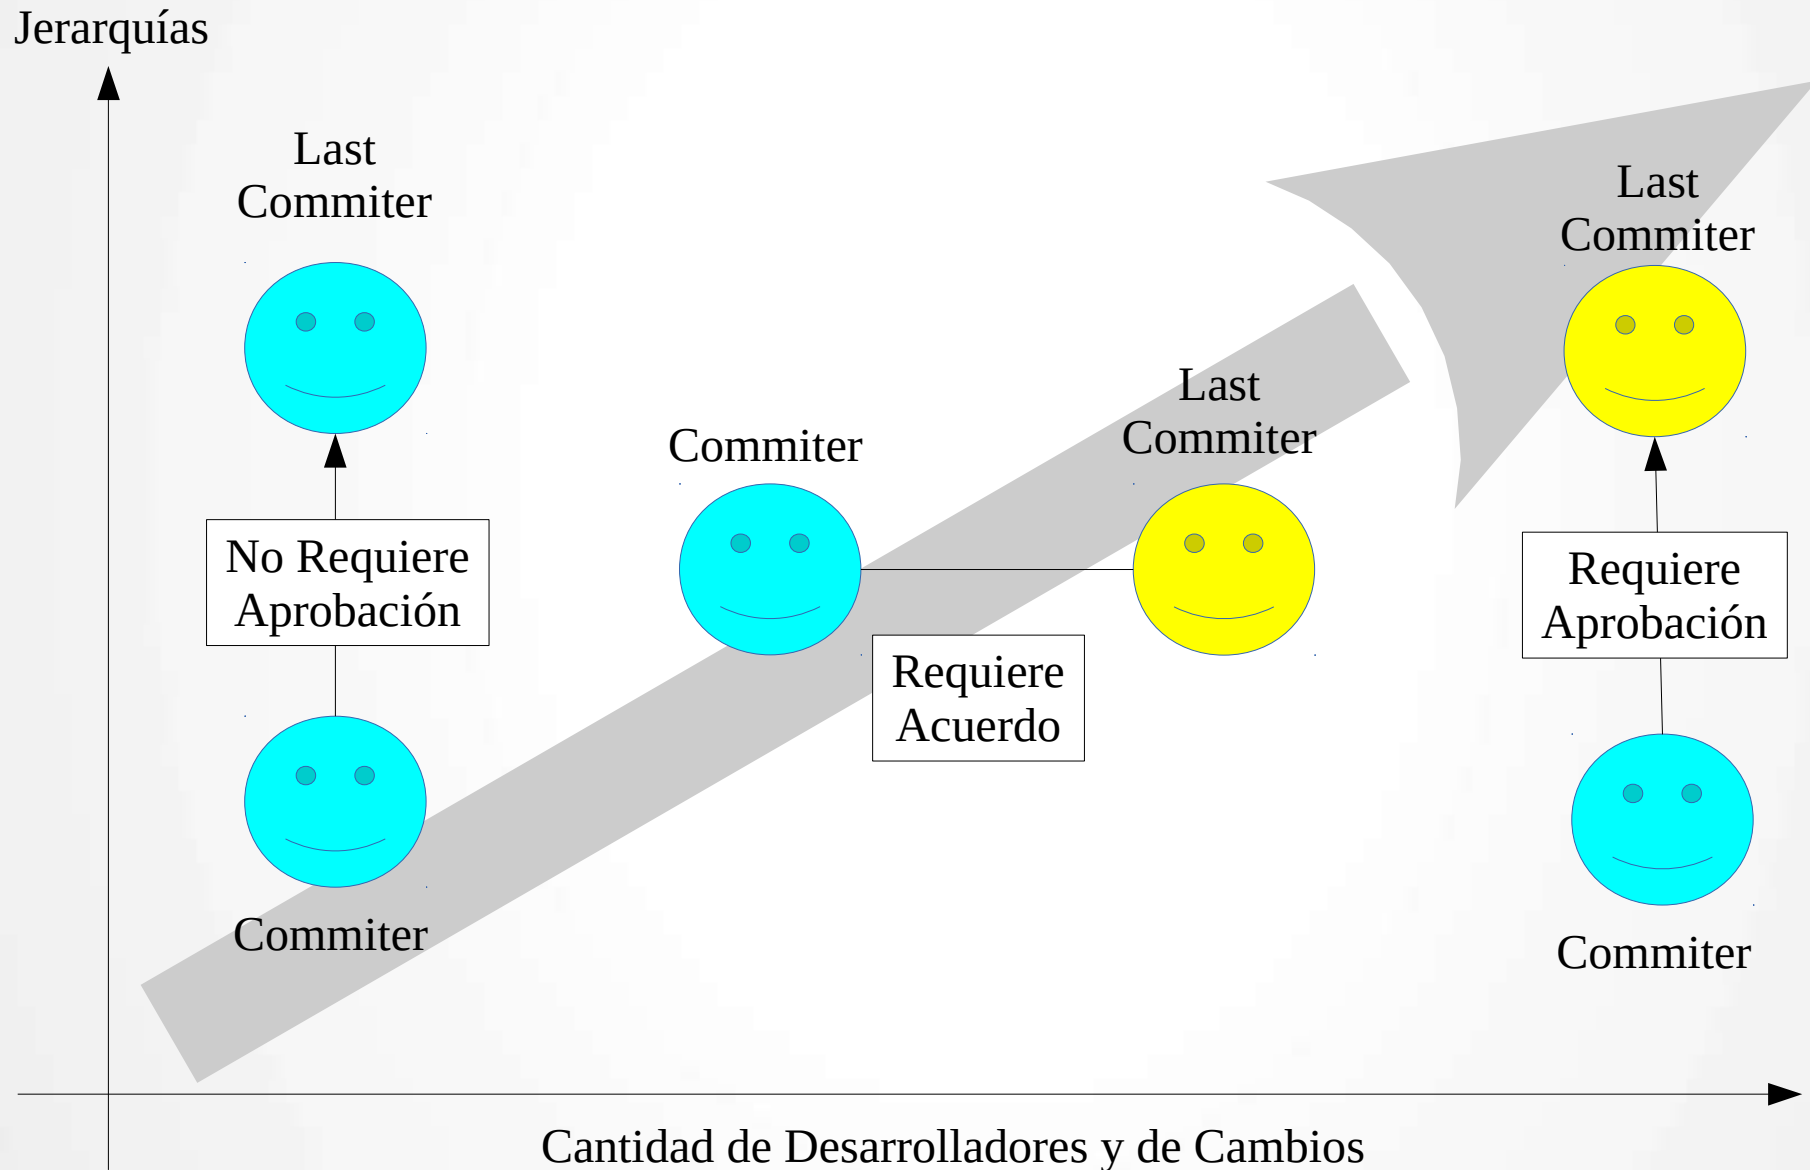 Jerarquías
Last
Commiter
No Requiere
Aprobación
Commiter
Commiter
Requiere
Acuerdo
Last
Commiter
Last
Commiter
Requiere
Aprobación
Commiter
Cantidad de Desarrolladores y de Cambios